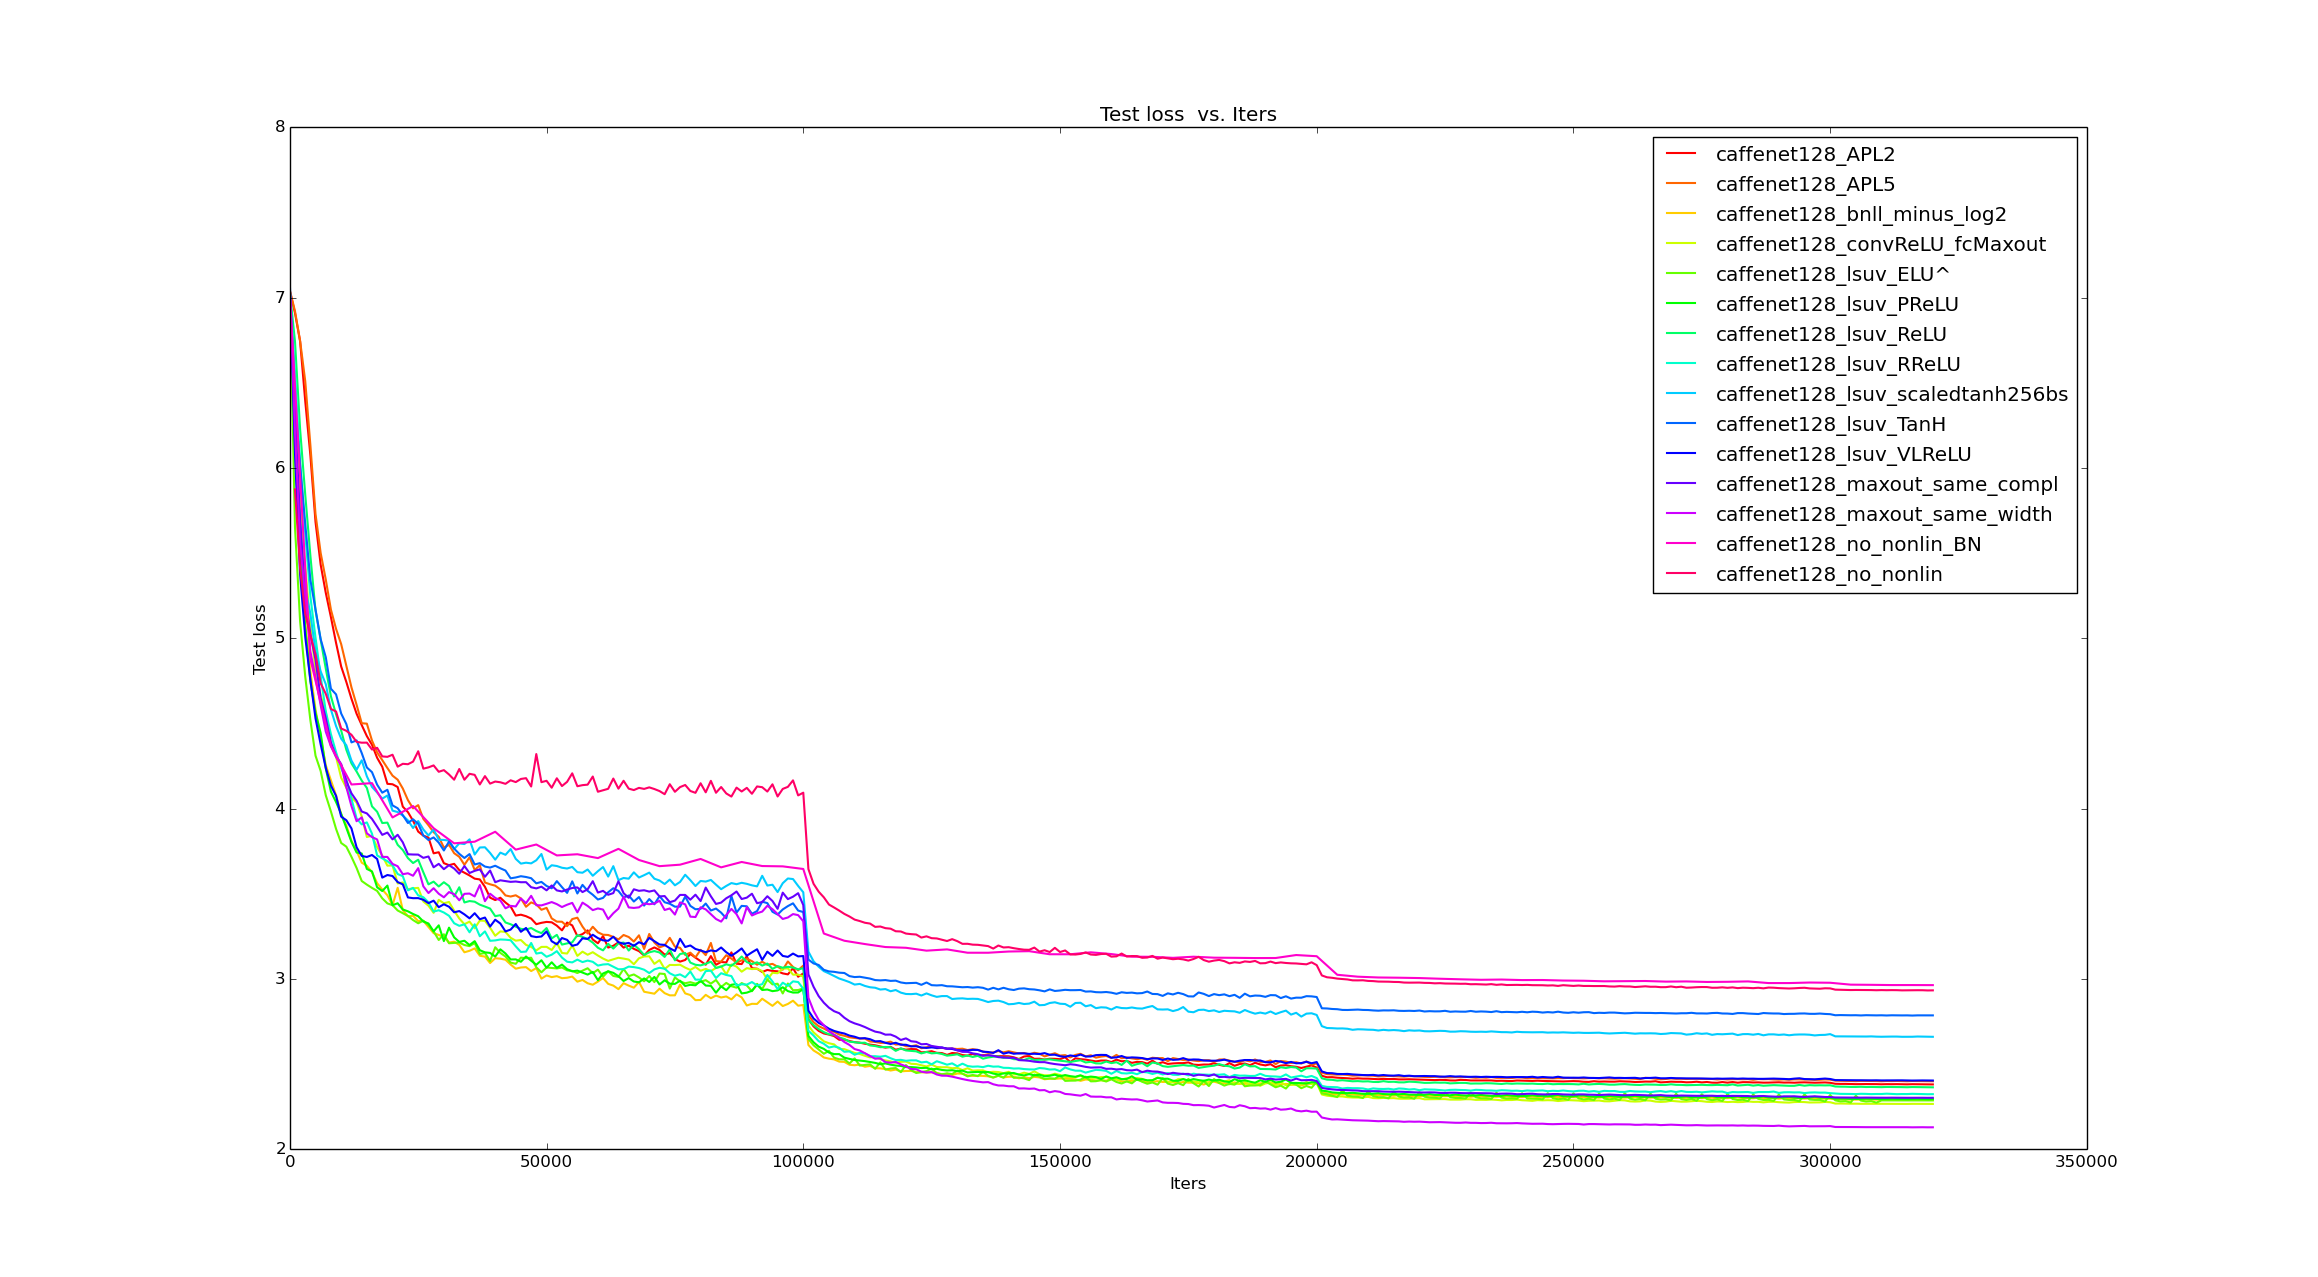 Test loss  vs. Iters
8
7
6
5
4
3
2
Test loss
0
50000
100000
150000
200000
250000
300000
350000
Iters
caffenet128_APL2
caffenet128_APL5
caffenet128_bnll_minus_log2
caffenet128_convReLU_fcMaxout
caffenet128_lsuv_ELU^
caffenet128_lsuv_PReLU
caffenet128_lsuv_ReLU
caffenet128_lsuv_RReLU
caffenet128_lsuv_scaledtanh256bs
caffenet128_lsuv_TanH
caffenet128_lsuv_VLReLU
caffenet128_maxout_same_compl
caffenet128_maxout_same_width
caffenet128_no_nonlin_BN
caffenet128_no_nonlin